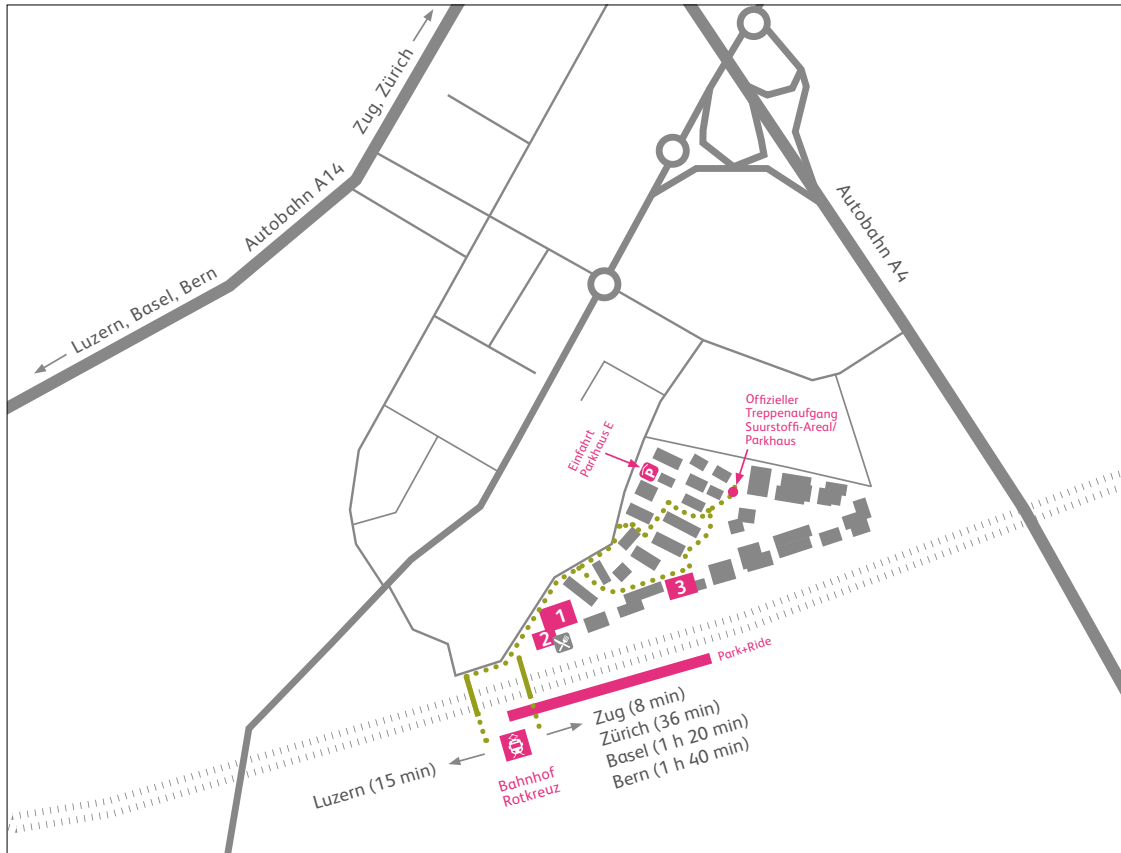 Zug, Zürich
Autobahn A14
Luzern, Basel, Bern
Autobahn A4
Offizieller
Treppenaufgang
Suurstoffi-Areal/
Parkhaus
Einfahrt
Parkhaus E
P
3
1
2
Park+Ride
Zug (8 min)
Zürich (36 min)
Basel (1 h 20 min)
Bern (1 h 40 min)
Luzern (15 min)
Bahnhof
Rotkreuz